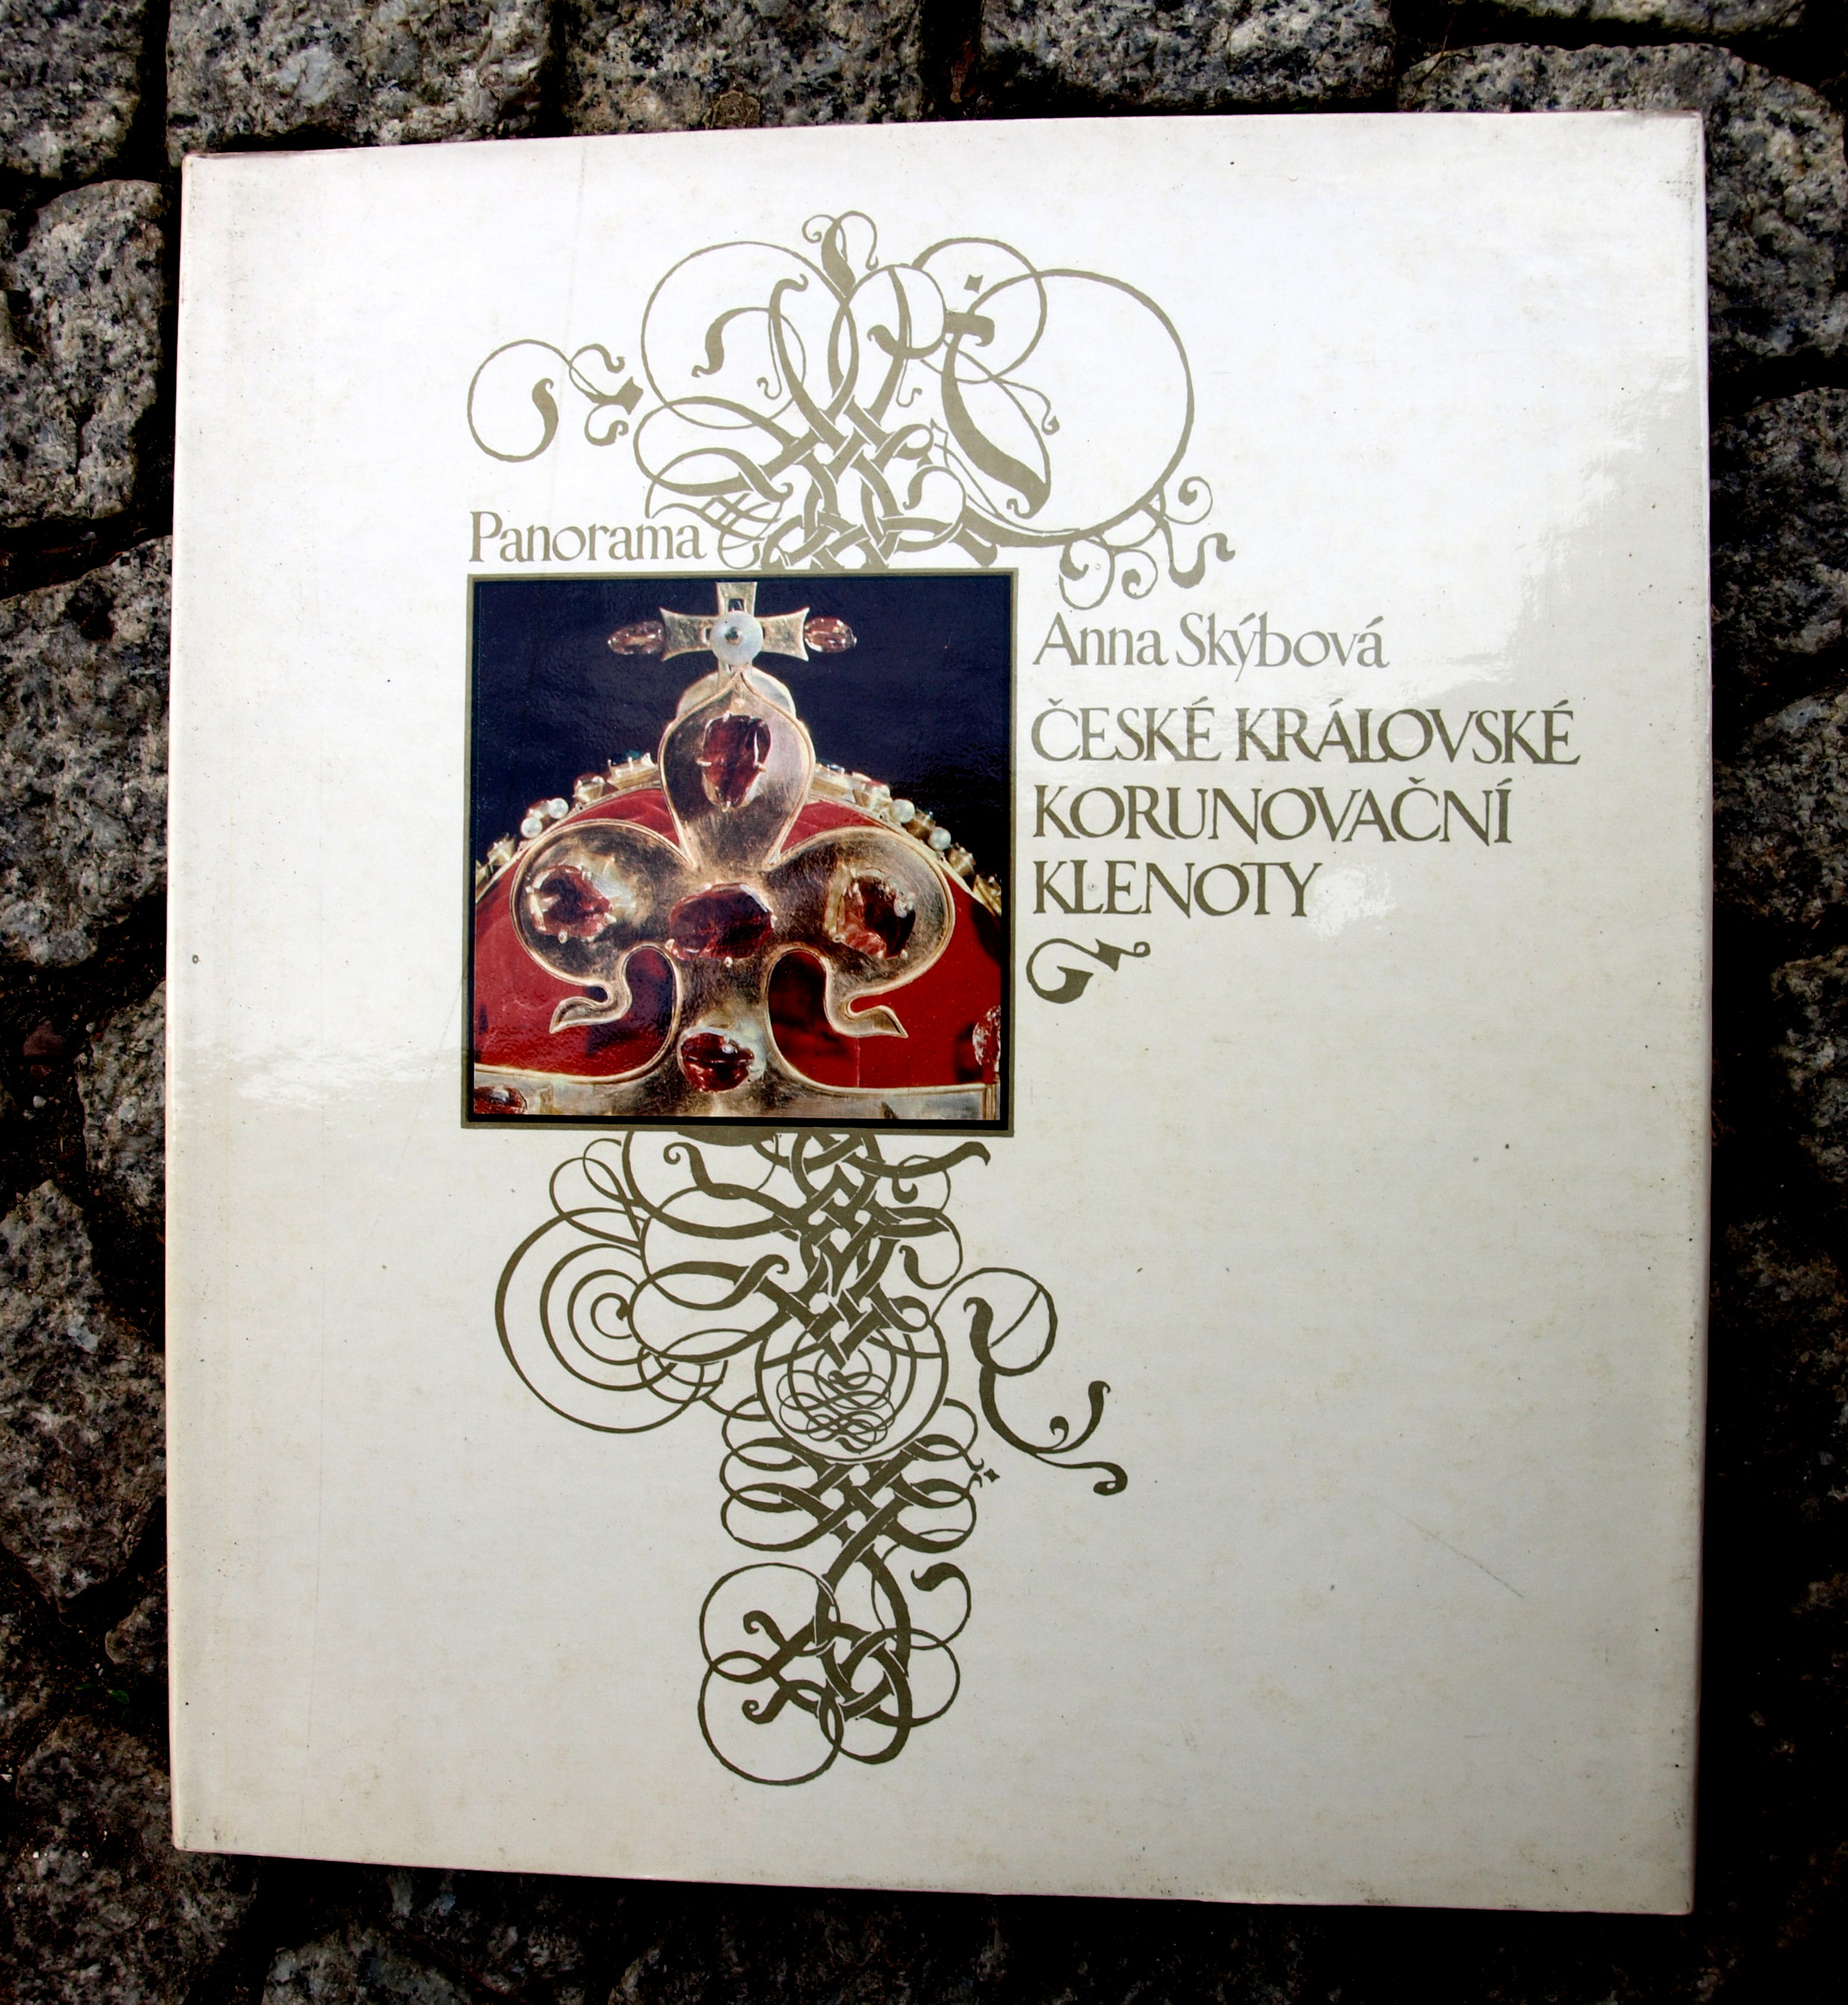 Panorama
Anna Skýbová
ČESKÉ KRÁLOVSKÉ
KORUNOVAČNÍ
KLENOTY